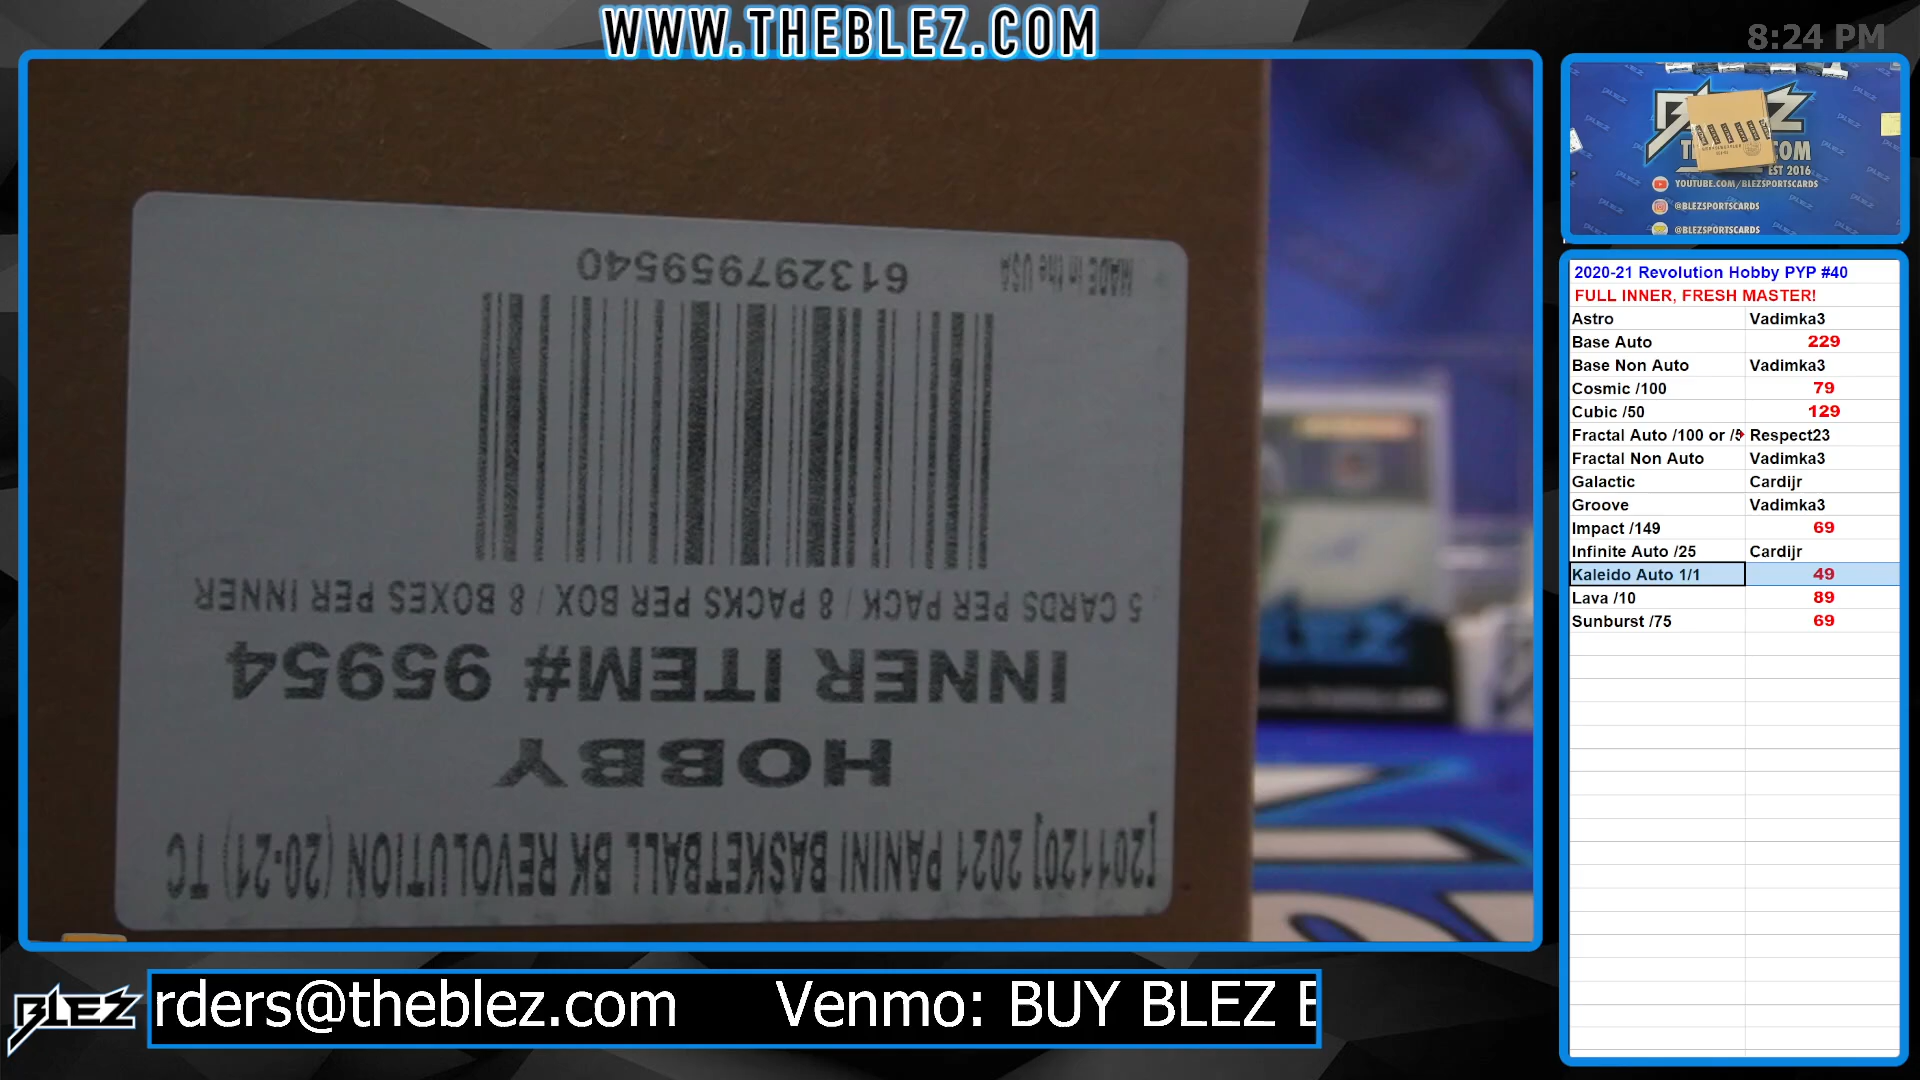 WWW.THEBLEZ.COM
8:24 PM
MADE in the USA
613297959540
5 CARDS PER PACK / 8 PACKS PER BOX / 8 BOXES PER INNER
INNER ITEM# 95954
HOBBY
[201120] 2021 PANINI BASKETBALL BK REVOLUTION (20-21) TC
BLEZ
EST 2016
YOUTUBE.COM/BLEZSPORTSCARDS
@BLEZSPORTSCARDS
@BLEZSPORTSCARDS
2020-21 Revolution Hobby PYP #40
FULL INNER, FRESH MASTER!
Astro Vadimka3
Base Auto 229
Base Non Auto Vadimka3
Cosmic /100 79
Cubic /50 129
Fractal Auto /100 or /5 Respect23
Fractal Non Auto Vadimka3
Galactic Cardijr
Groove Vadimka3
Impact /149 69
Infinite Auto /25 Cardijr
Kaleido Auto 1/1 49
Lava /10 89
Sunburst /75 69
BLEZ
rders@theblez.com Venmo: BUY BLEZ